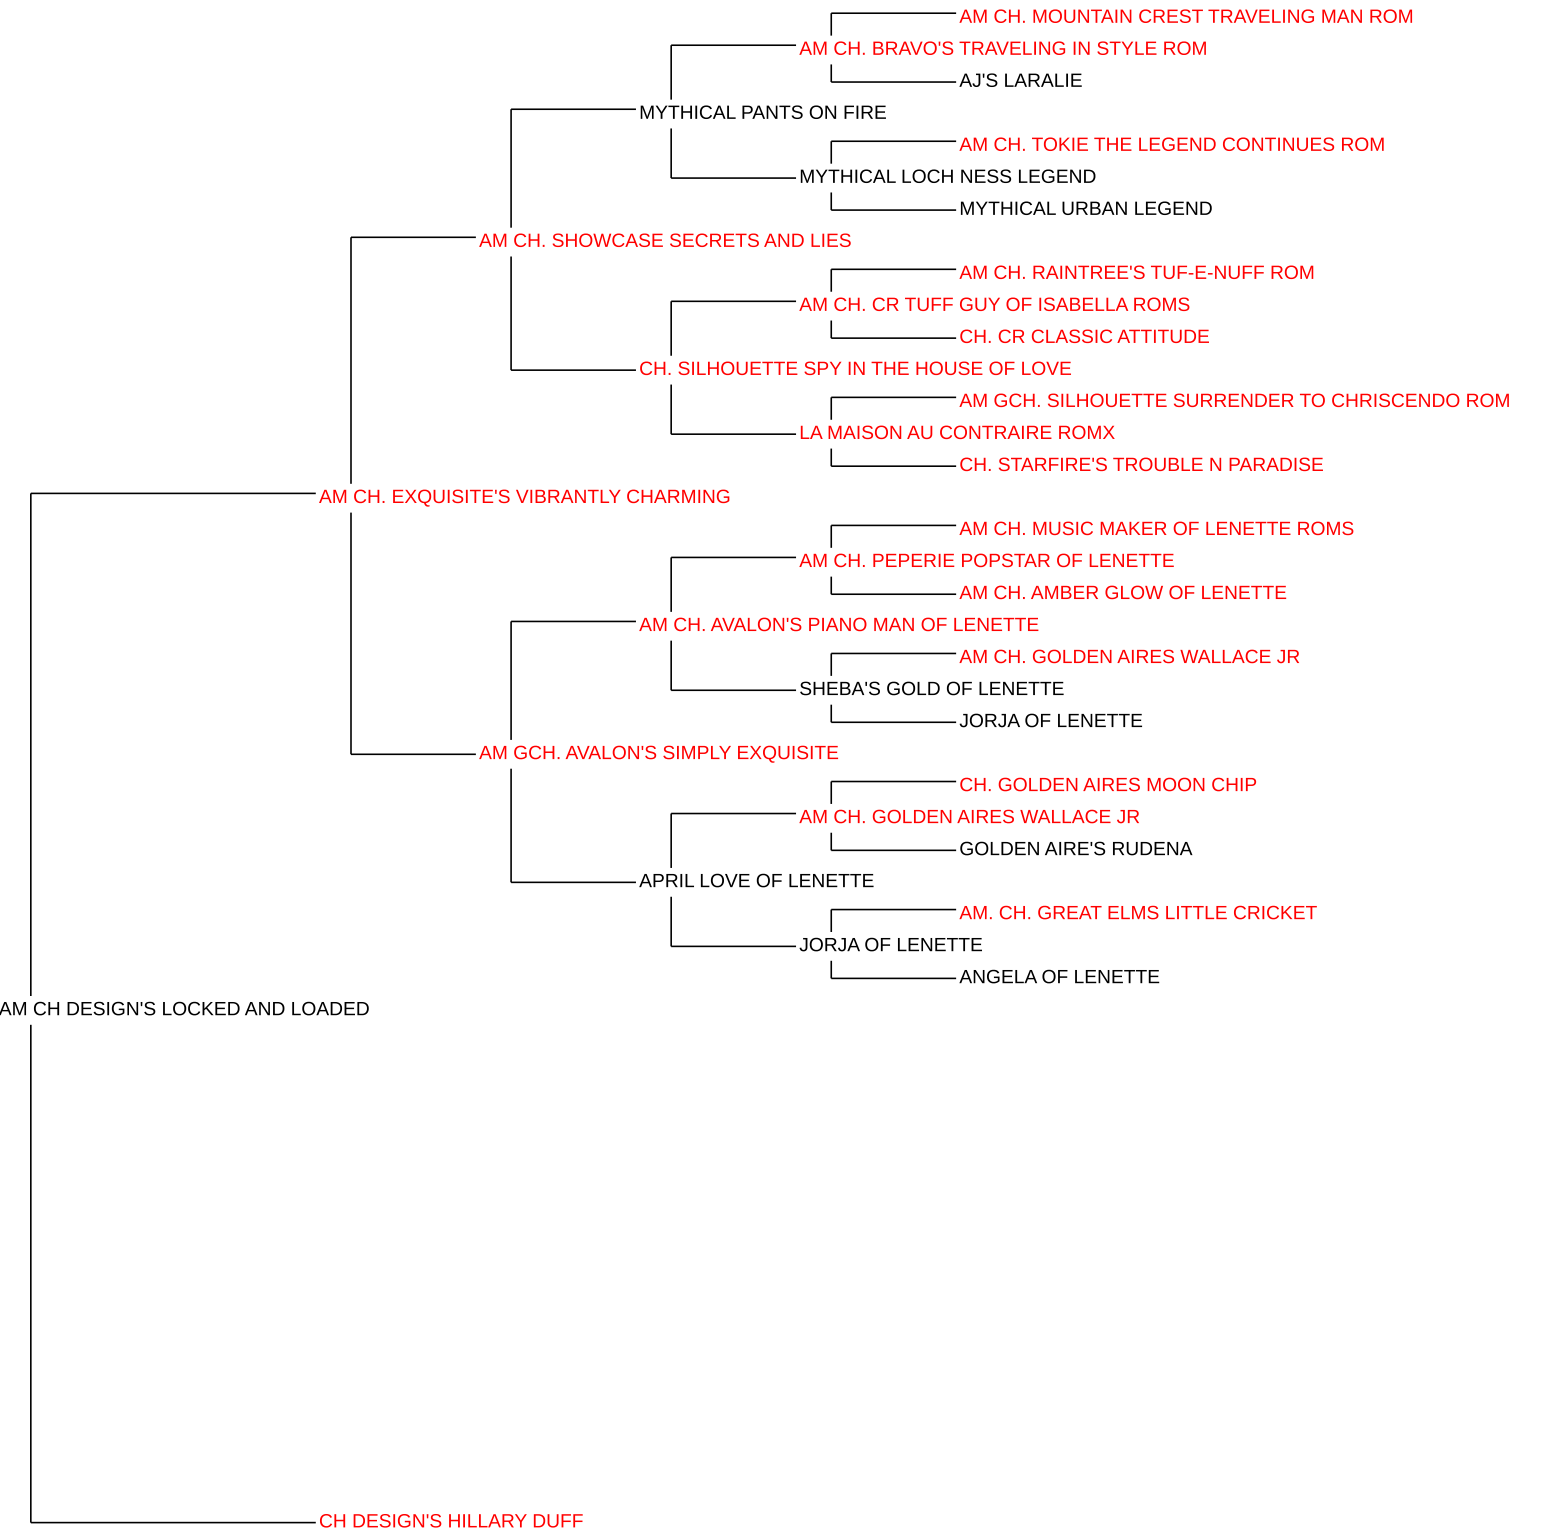 AM CH. MOUNTAIN CREST TRAVELING MAN ROM
AM CH. BRAVO'S TRAVELING IN STYLE ROM
AJ'S LARALIE
MYTHICAL PANTS ON FIRE
AM CH. TOKIE THE LEGEND CONTINUES ROM
MYTHICAL LOCH NESS LEGEND
MYTHICAL URBAN LEGEND
AM CH. SHOWCASE SECRETS AND LIES
AM CH. RAINTREE'S TUF-E-NUFF ROM
AM CH. CR TUFF GUY OF ISABELLA ROMS
CH. CR CLASSIC ATTITUDE
CH. SILHOUETTE SPY IN THE HOUSE OF LOVE
AM GCH. SILHOUETTE SURRENDER TO CHRISCENDO ROM
LA MAISON AU CONTRAIRE ROMX
CH. STARFIRE'S TROUBLE N PARADISE
AM CH. EXQUISITE'S VIBRANTLY CHARMING
AM CH. MUSIC MAKER OF LENETTE ROMS
AM CH. PEPERIE POPSTAR OF LENETTE
AM CH. AMBER GLOW OF LENETTE
AM CH. AVALON'S PIANO MAN OF LENETTE
AM CH. GOLDEN AIRES WALLACE JR
SHEBA'S GOLD OF LENETTE
JORJA OF LENETTE
AM GCH. AVALON'S SIMPLY EXQUISITE
CH. GOLDEN AIRES MOON CHIP
AM CH. GOLDEN AIRES WALLACE JR
GOLDEN AIRE'S RUDENA
APRIL LOVE OF LENETTE
AM. CH. GREAT ELMS LITTLE CRICKET
JORJA OF LENETTE
ANGELA OF LENETTE
AM CH DESIGN'S LOCKED AND LOADED
CH DESIGN'S HILLARY DUFF